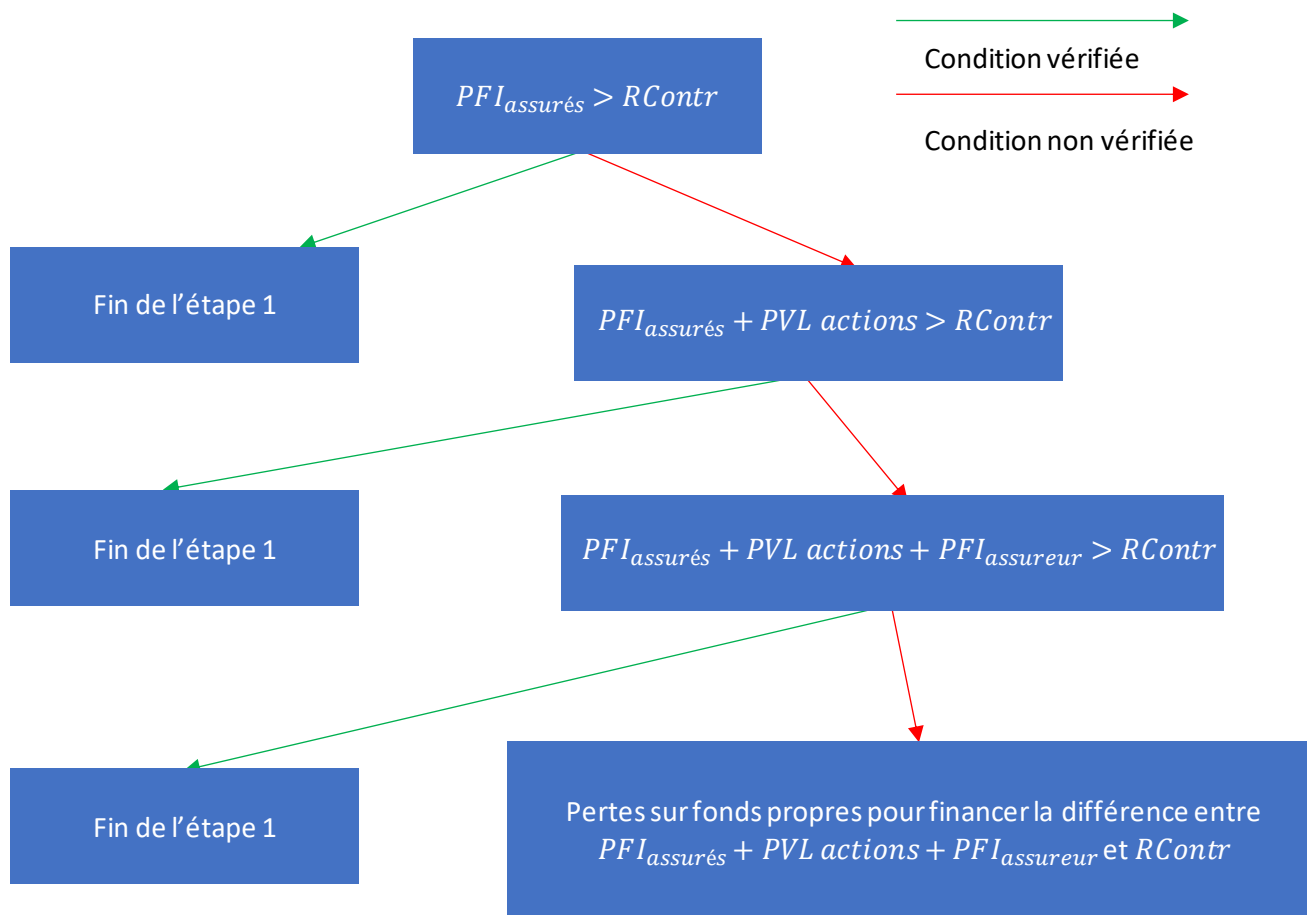 Condition vérifiée
Condition non vérifiée
PFI_assurés > RContr
Fin de l’étape 1
PFI_assurés + PVL actions > RContr
Fin de l’étape 1
PFI_assurés + PVL actions + PFI_assureur > RContr
Fin de l’étape 1
Pertes sur fonds propres pour financer la différence entre
PFI_assurés + PVL actions + PFI_assureur et RContr